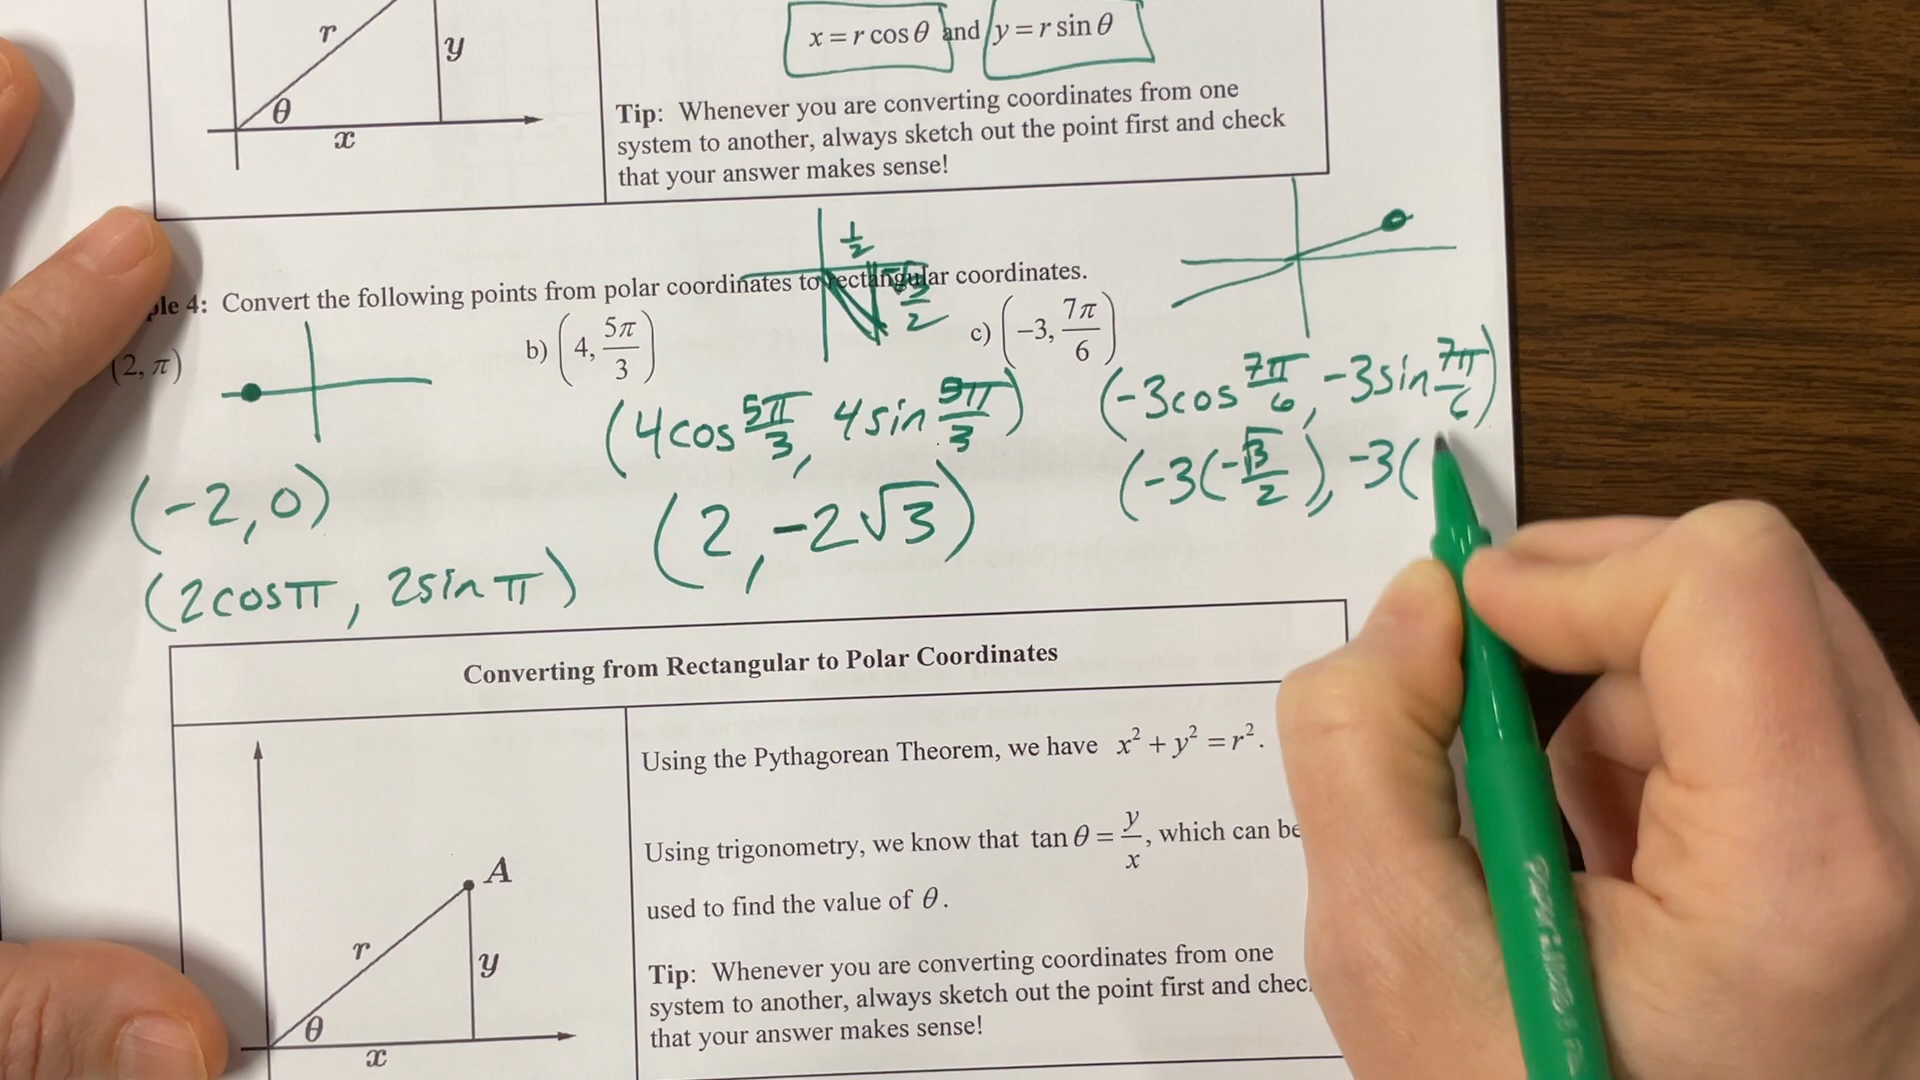 r
y
θ
x
x = r cos θ and y = r sin θ
Tip: Whenever you are converting coordinates from one
system to another, always sketch out the point first and check
that your answer makes sense!
1/2
√3/2
4: Convert the following points from polar coordinates to rectangular coordinates.
(2, π)
b) (4, 5π/3)
c) (−3, 7π/6)
(-2, 0)
(2cosπ, 2sinπ)
(4cos 5π/3, 4sin 5π/3)
(2, -2√3)
(-3cos 7π/6, -3sin 7π/6)
(-3(-√3/2), -3(
Converting from Rectangular to Polar Coordinates
A
r
y
θ
x
Using the Pythagorean Theorem, we have x² + y² = r².
Using trigonometry, we know that tan θ = y/x, which can be
used to find the value of θ.
Tip: Whenever you are converting coordinates from one
system to another, always sketch out the point first and chec
that your answer makes sense!